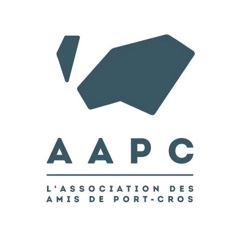 AAPC
L'ASSOCIATION DES
AMIS DE PORT-CROS